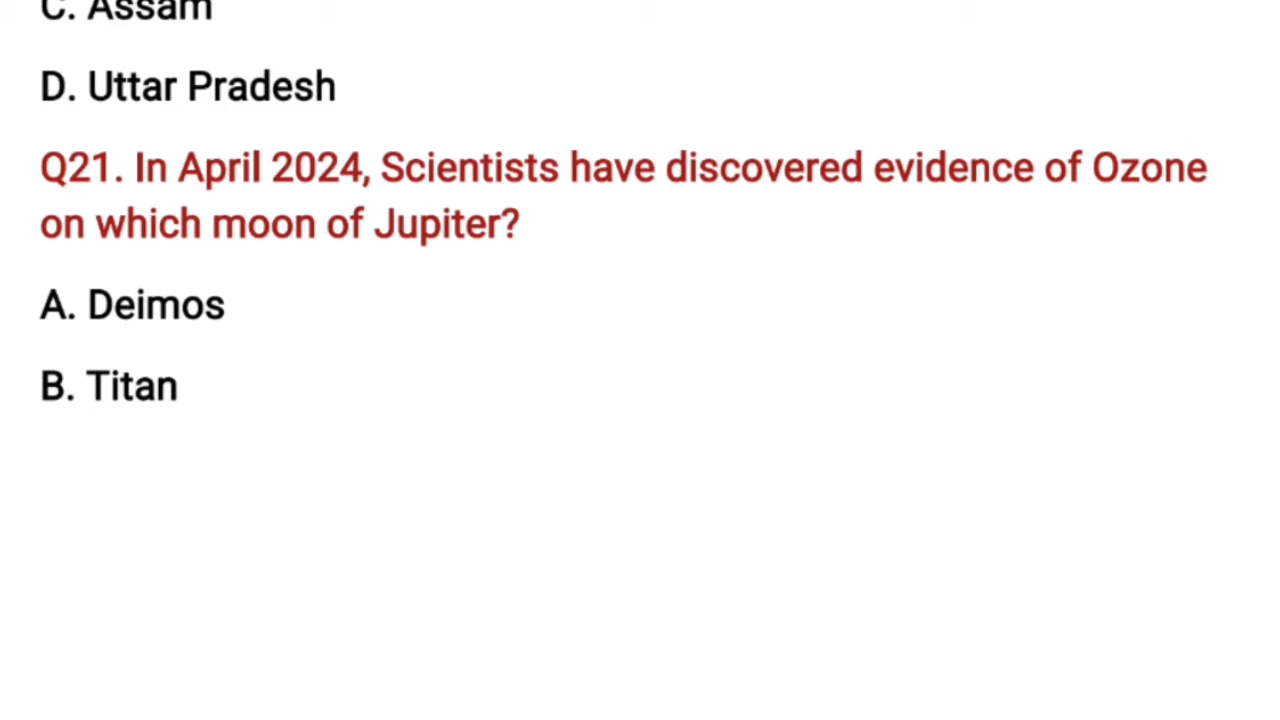 C. Assam
D. Uttar Pradesh
Q21. In April 2024, Scientists have discovered evidence of Ozone
on which moon of Jupiter?
A. Deimos
B. Titan